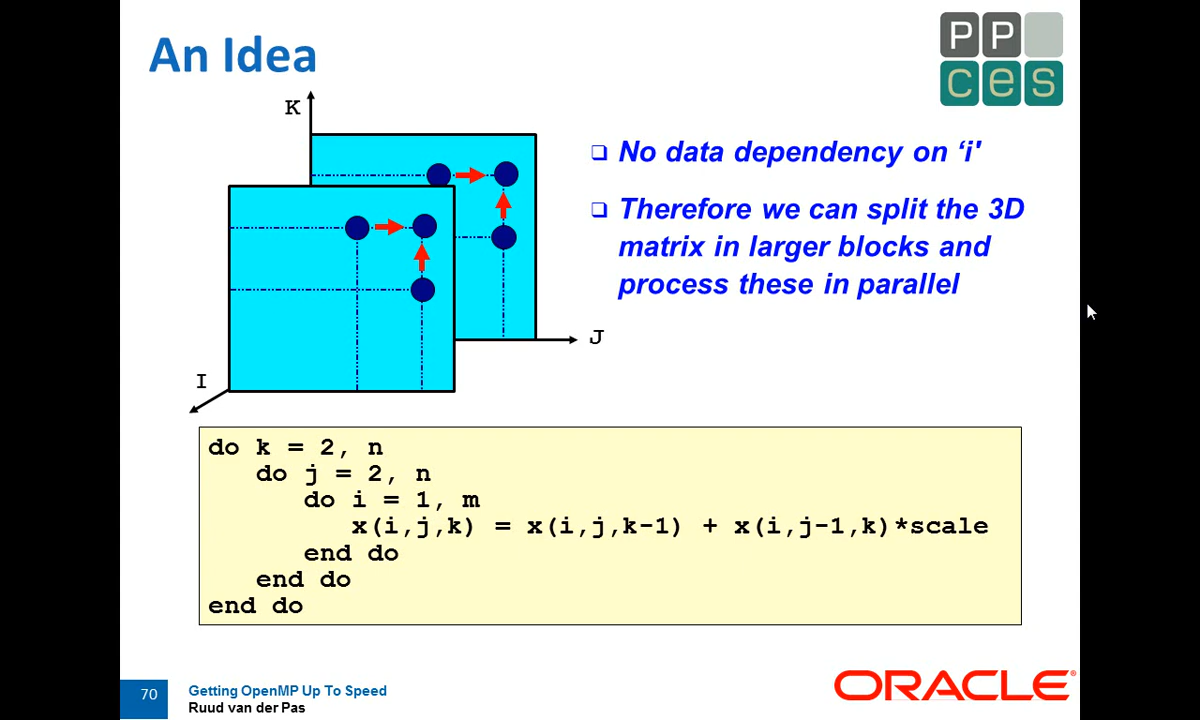 An Idea
PP
ces
K
J
I
❑ No data dependency on ‘i'
❑ Therefore we can split the 3D
matrix in larger blocks and
process these in parallel
do k = 2, n
   do j = 2, n
      do i = 1, m
         x(i,j,k) = x(i,j,k-1) + x(i,j-1,k)*scale
      end do
   end do
end do
70
Getting OpenMP Up To Speed
Ruud van der Pas
ORACLE®